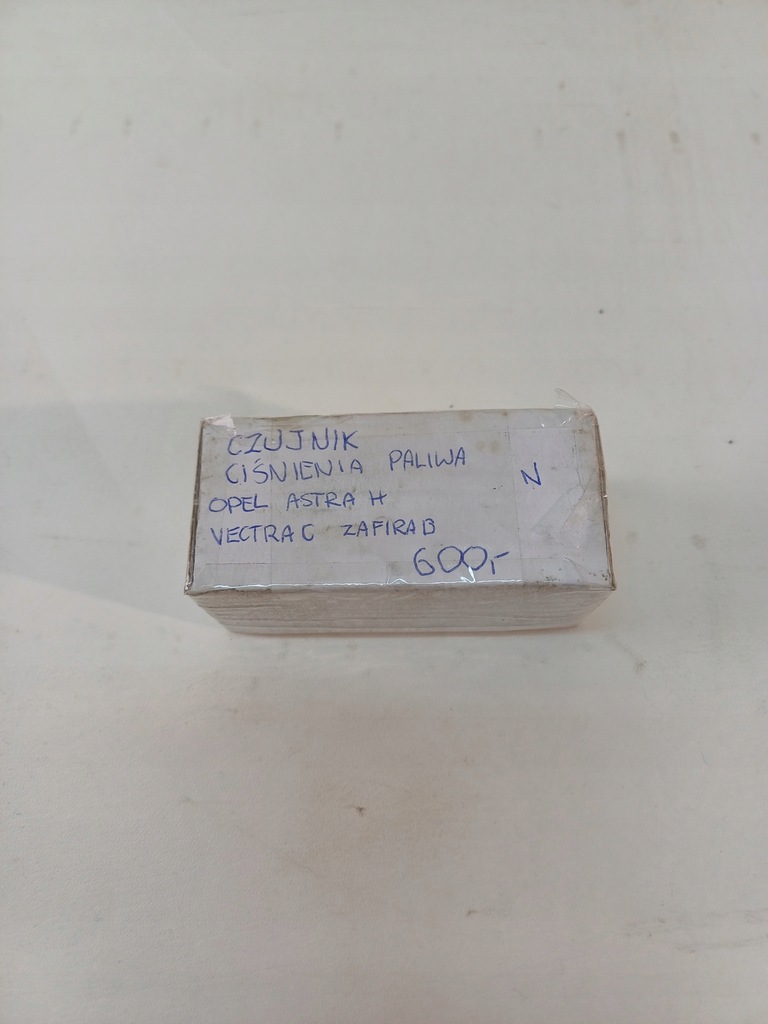 CZUJNIK
CIŚNIENIA PALIWA
N
OPEL ASTRA H
VECTRA C ZAFIRA B
600,-